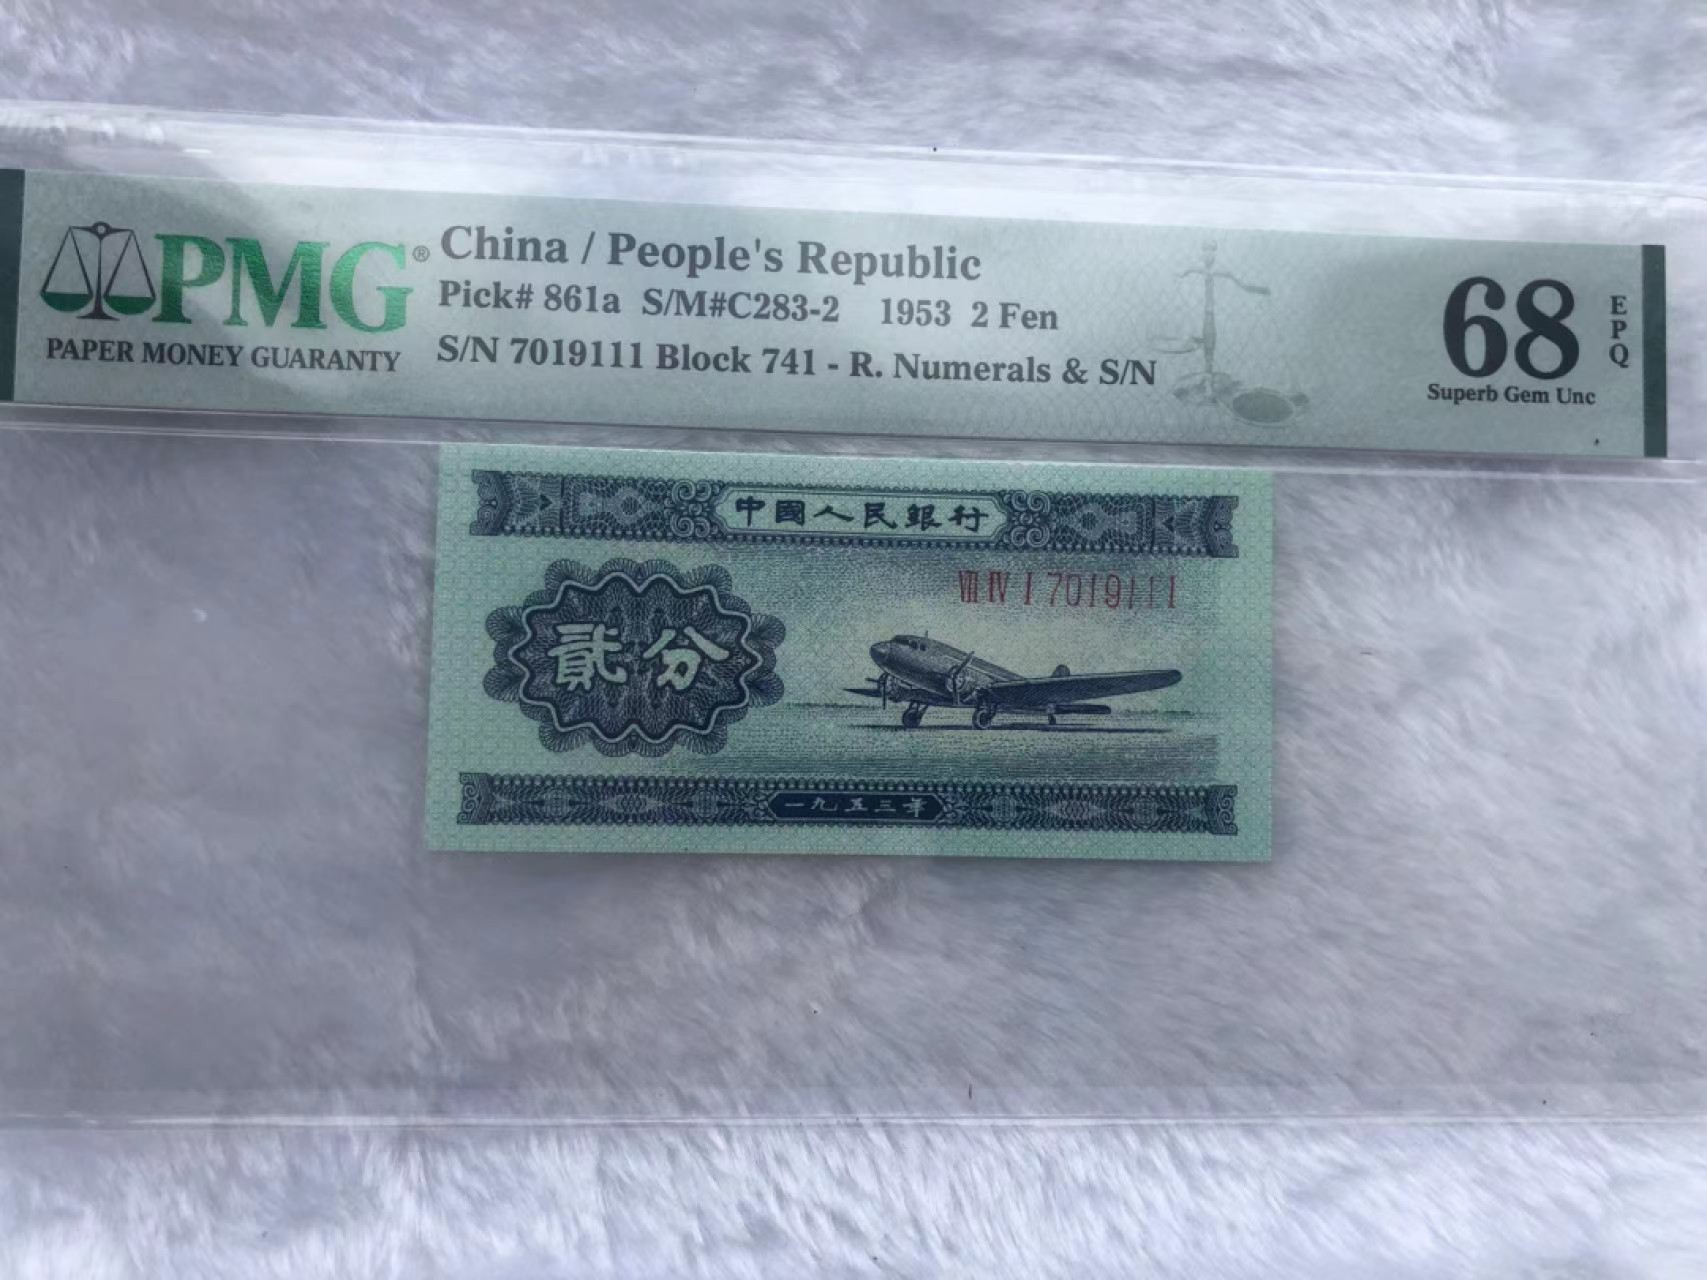 PMG®
PAPER MONEY GUARANTY
China / People's Republic
Pick# 861a S/M#C283-2 1953 2 Fen
S/N 7019111 Block 741 - R. Numerals & S/N
68 EPQ
Superb Gem Unc
中國人民銀行
VII IV I 7019111
貳分
一九五三年